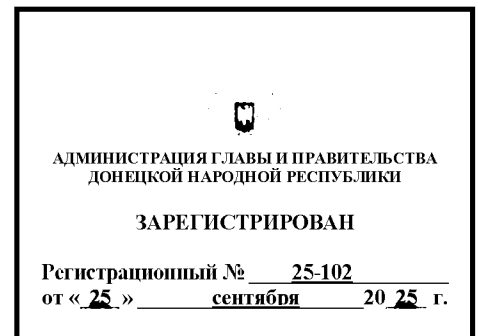 АДМИНИСТРАЦИЯ ГЛАВЫ И ПРАВИТЕЛЬСТВА
ДОНЕЦКОЙ НАРОДНОЙ РЕСПУБЛИКИ
ЗАРЕГИСТРИРОВАН
Регистрационный № 25-102
от « 25 » сентября 20 25 г.